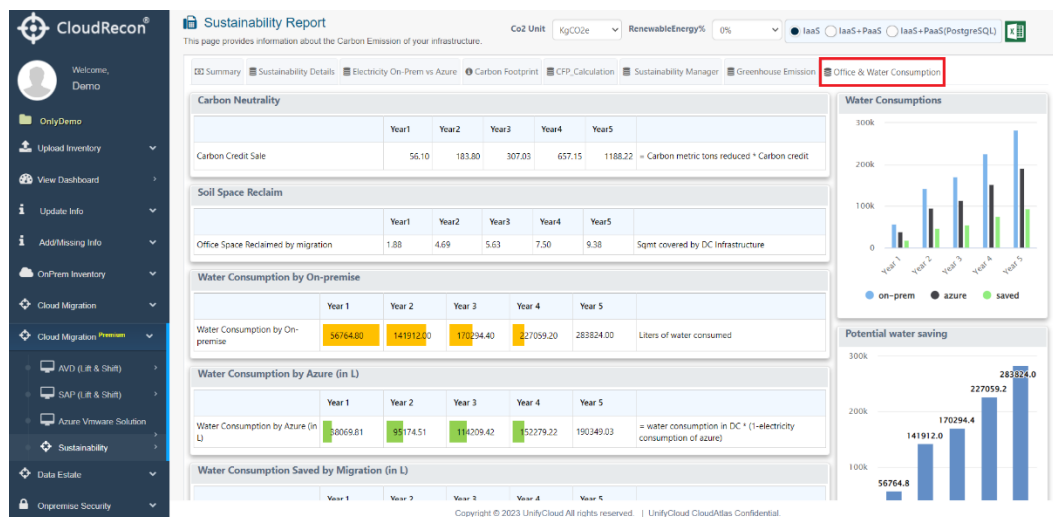 CloudRecon®
Welcome,
Demo
OnlyDemo
Upload Inventory
View Dashboard
Update Info
Add/Missing Info
OnPrem Inventory
Cloud Migration
Cloud Migration Premium
AVD (Lift & Shift)
SAP (Lift & Shift)
Azure Vmware Solution
Sustainability
Data Estate
Onpremise Security
Sustainability Report
This page provides information about the Carbon Emission of your infrastructure.
Co2 Unit KgCO2e RenewableEnergy% 0% IaaS IaaS+PaaS IaaS+PaaS(PostgreSQL)
Summary Sustainability Details Electricity On-Prem vs Azure Carbon Footprint CFP_Calculation Sustainability Manager Greenhouse Emission Office & Water Consumption
Carbon Neutrality
Year1 Year2 Year3 Year4 Year5
Carbon Credit Sale 56.10 183.80 307.03 657.15 1188.22 = Carbon metric tons reduced * Carbon credit
Soil Space Reclaim
Year1 Year2 Year3 Year4 Year5
Office Space Reclaimed by migration 1.88 4.69 5.63 7.50 9.38 Sqmt covered by DC Infrastructure
Water Consumption by On-premise
Year 1 Year 2 Year 3 Year 4 Year 5
Water Consumption by On-
premise 56764.80 141912.00 170294.40 227059.20 283824.00 Liters of water consumed
Water Consumption by Azure (in L)
Year 1 Year 2 Year 3 Year 4 Year 5
Water Consumption by Azure (in
L) 38069.81 95174.51 114209.42 152279.22 190349.03 = water consumption in DC * (1-electricity
consumption of azure)
Water Consumption Saved by Migration (in L)
Year 1 Year 2 Year 3 Year 4 Year 5
Water Consumptions
300k
200k
100k
0
Year 1 Year 2 Year 3 Year 4 Year 5
on-prem azure saved
Potential water saving
300k
283824.0
227059.2
200k
170294.4
141912.0
100k
56764.8
Copyright © 2023 UnifyCloud All rights reserved. | UnifyCloud CloudAtlas Confidential.